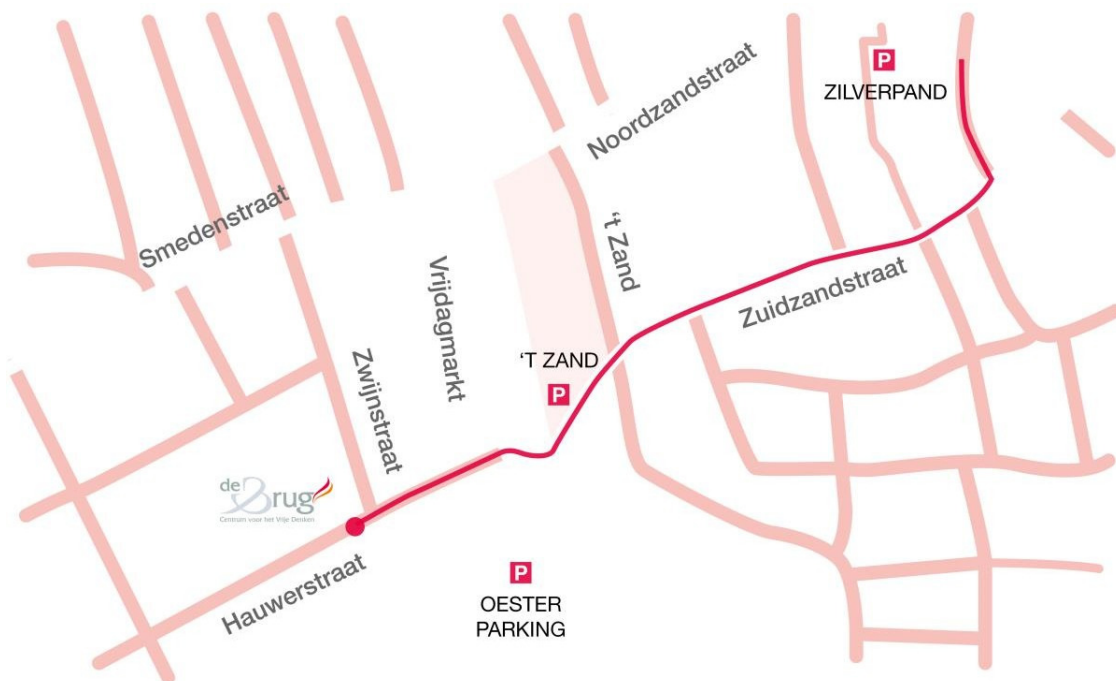 P
ZILVERPAND
Noordzandstraat
Smedenstraat
't Zand
Vrijdagmarkt
Zuidzandstraat
'T ZAND
P
Zwijnstraat
de Brug
Centrum voor het Vrije Denken
Hauwerstraat
P
OESTER
PARKING